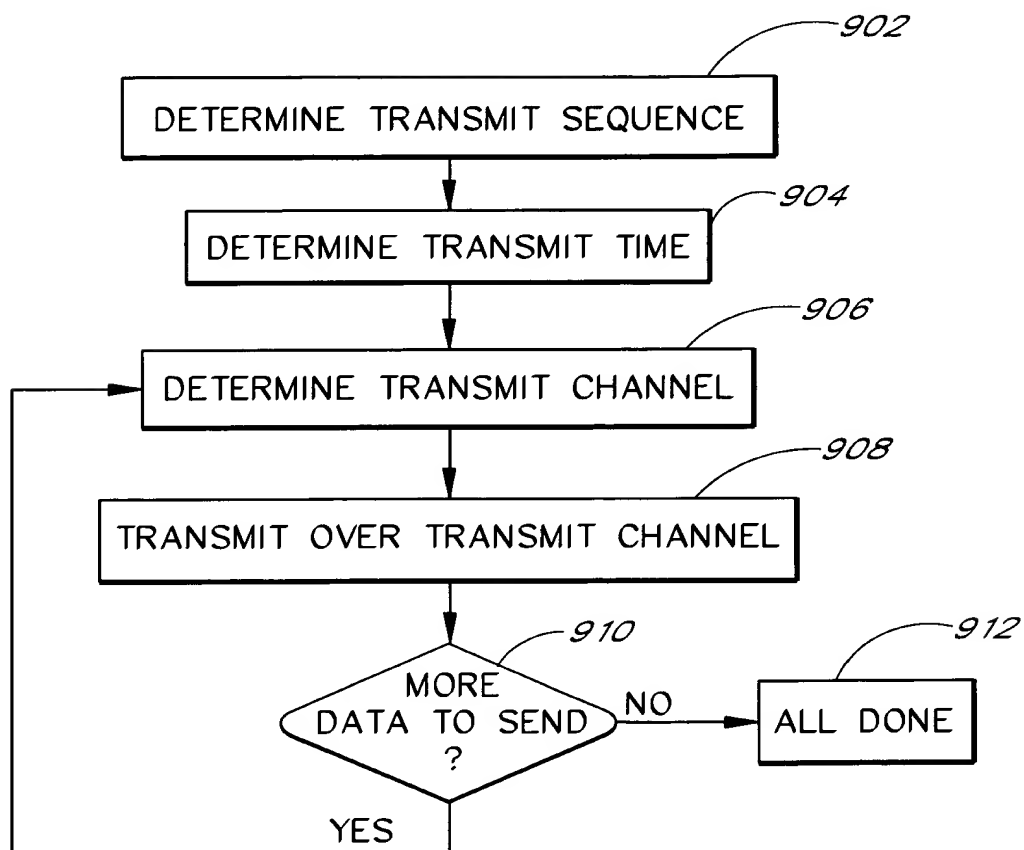 902
DETERMINE TRANSMIT SEQUENCE
904
DETERMINE TRANSMIT TIME
906
DETERMINE TRANSMIT CHANNEL
908
TRANSMIT OVER TRANSMIT CHANNEL
910
MORE
DATA TO SEND
?
NO
912
ALL DONE
YES